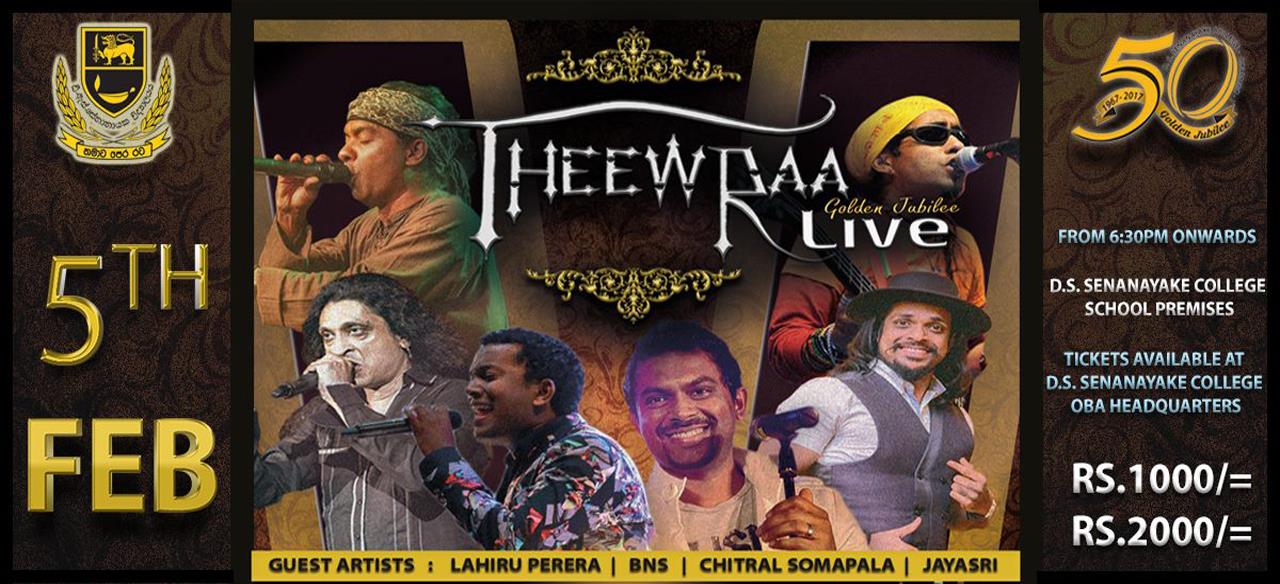 තමාට පෙර රට
5TH
FEB
THEEWRAA
Golden Jubilee
Live
GUEST ARTISTS : LAHIRU PERERA | BNS | CHITRAL SOMAPALA | JAYASRI
50
1967-2017
Golden Jubilee
FROM 6:30PM ONWARDS
D.S. SENANAYAKE COLLEGE
SCHOOL PREMISES
TICKETS AVAILABLE AT
D.S. SENANAYAKE COLLEGE
OBA HEADQUARTERS
RS.1000/=
RS.2000/=